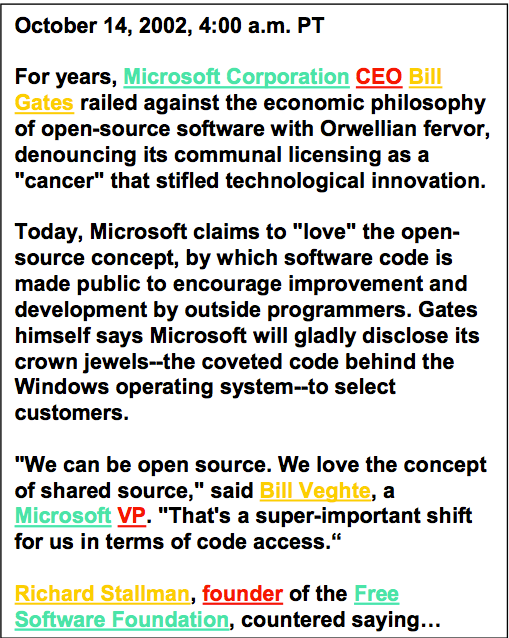 October 14, 2002, 4:00 a.m. PT
For years, Microsoft Corporation CEO Bill
Gates railed against the economic philosophy
of open-source software with Orwellian fervor,
denouncing its communal licensing as a
"cancer" that stifled technological innovation.
Today, Microsoft claims to "love" the open-
source concept, by which software code is
made public to encourage improvement and
development by outside programmers. Gates
himself says Microsoft will gladly disclose its
crown jewels--the coveted code behind the
Windows operating system--to select
customers.
"We can be open source. We love the concept
of shared source," said Bill Veghte, a
Microsoft VP. "That's a super-important shift
for us in terms of code access.“
Richard Stallman, founder of the Free
Software Foundation, countered saying…